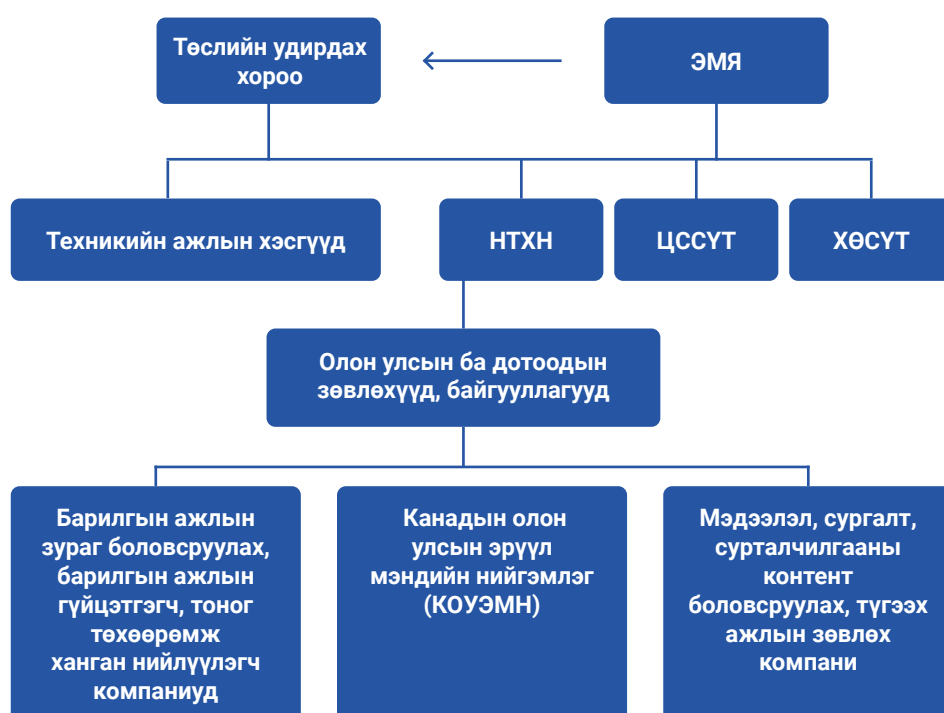 Төслийн удирдах
хороо
ЭМЯ
Техникийн ажлын хэсгүүд
НТХН
ЦССҮТ
ХӨСҮТ
Олон улсын ба дотоодын
зөвлөхүүд, байгууллагууд
Барилгын ажлын
зураг боловсруулах,
барилгын ажлын
гүйцэтгэгч, тоног
төхөөрөмж
ханган нийлүүлэгч
компаниуд
Канадын олон
улсын эрүүл
мэндийн нийгэмлэг
(КОУЭМН)
Мэдээлэл, сургалт,
сурталчилгааны
контент
боловсруулах, түгээх
ажлын зөвлөх
компани